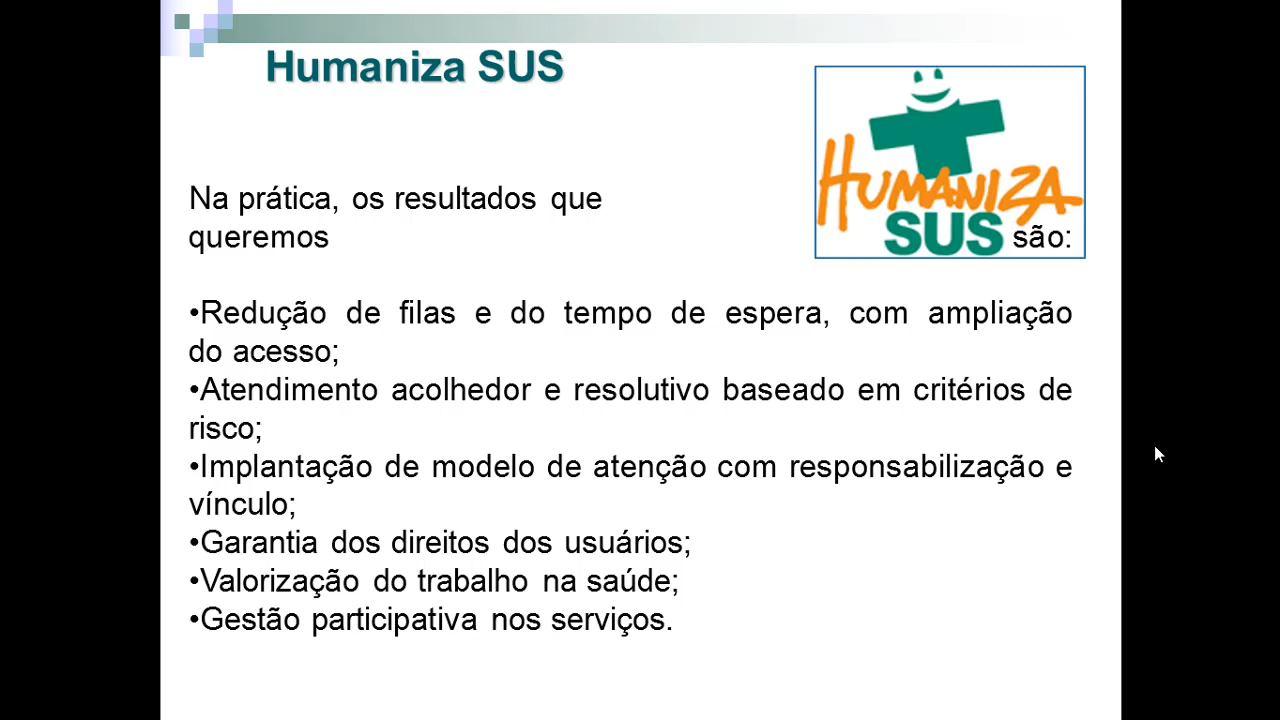 Humaniza SUS
HUMANIZA
SUS
Na prática, os resultados que
queremos são:
•Redução de filas e do tempo de espera, com ampliação
do acesso;
•Atendimento acolhedor e resolutivo baseado em critérios de
risco;
•Implantação de modelo de atenção com responsabilização e
vínculo;
•Garantia dos direitos dos usuários;
•Valorização do trabalho na saúde;
•Gestão participativa nos serviços.